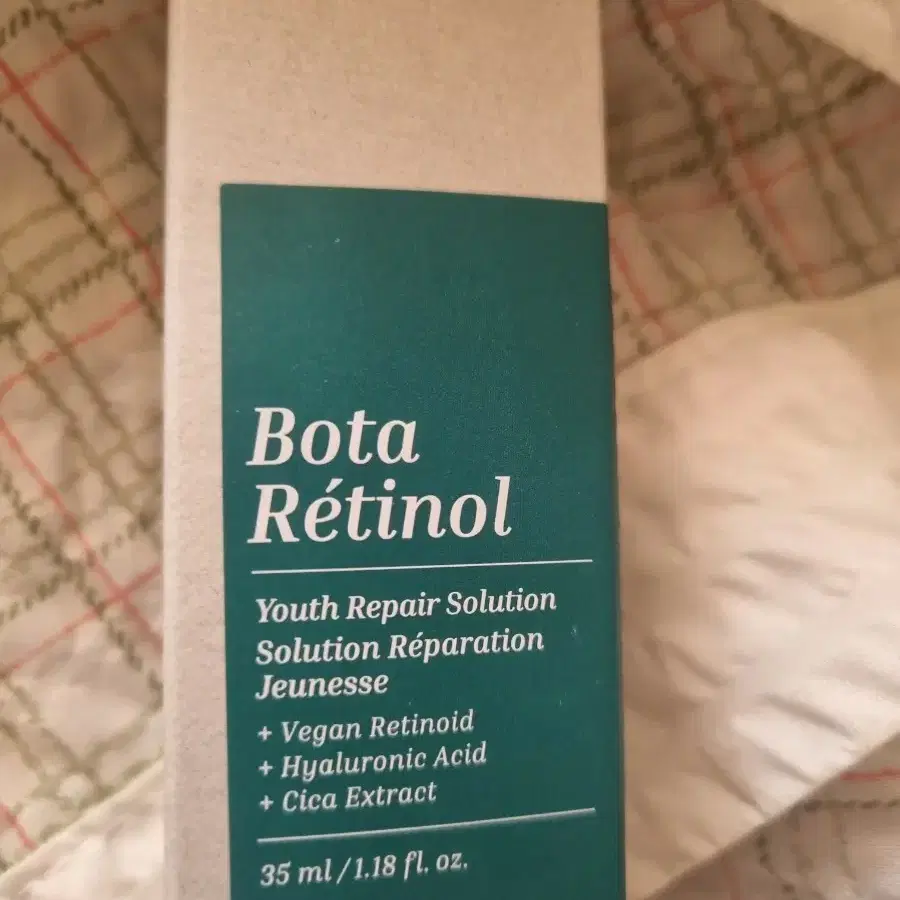 Bota
Rétinol
Youth Repair Solution
Solution Réparation
Jeunesse
+ Vegan Retinoid
+ Hyaluronic Acid
+ Cica Extract
35 ml / 1.18 fl. oz.